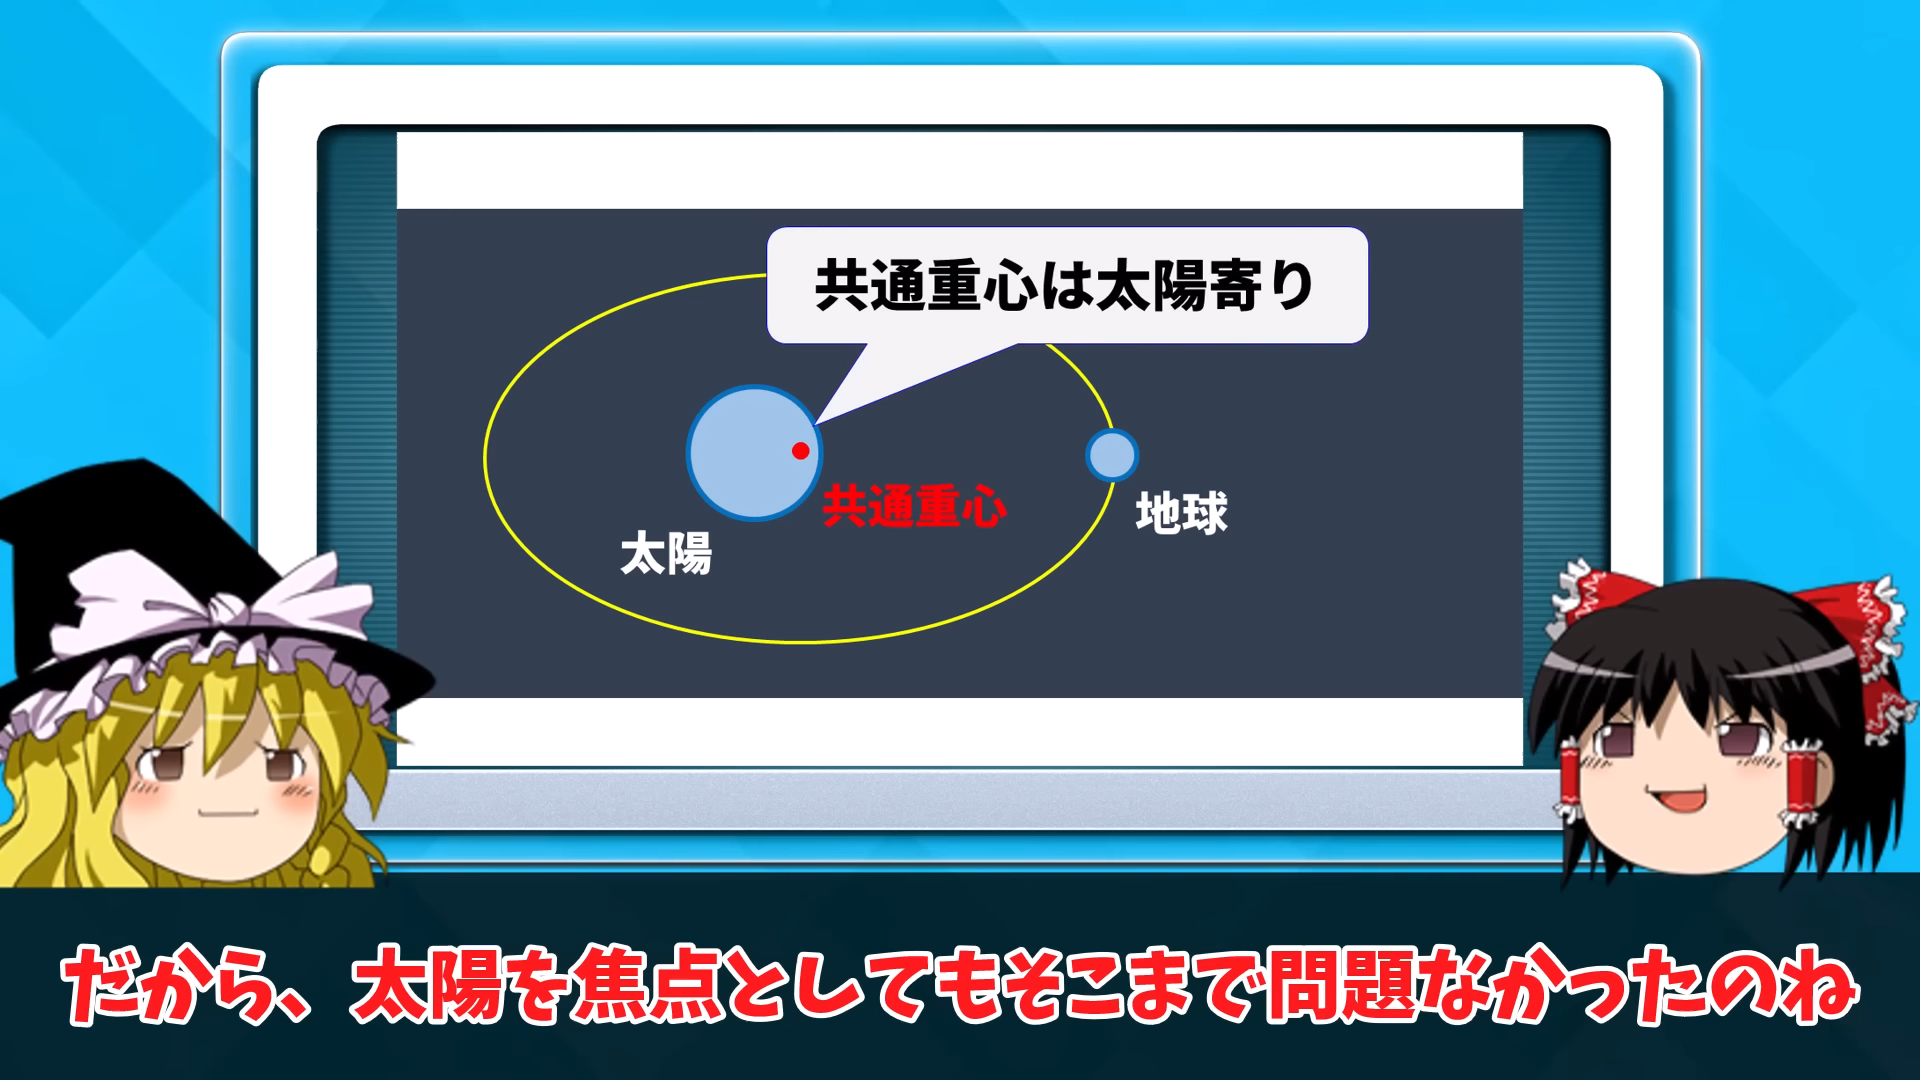 共通重心は太陽寄り
共通重心
地球
太陽
だから、太陽を焦点としてもそこまで問題なかったのね